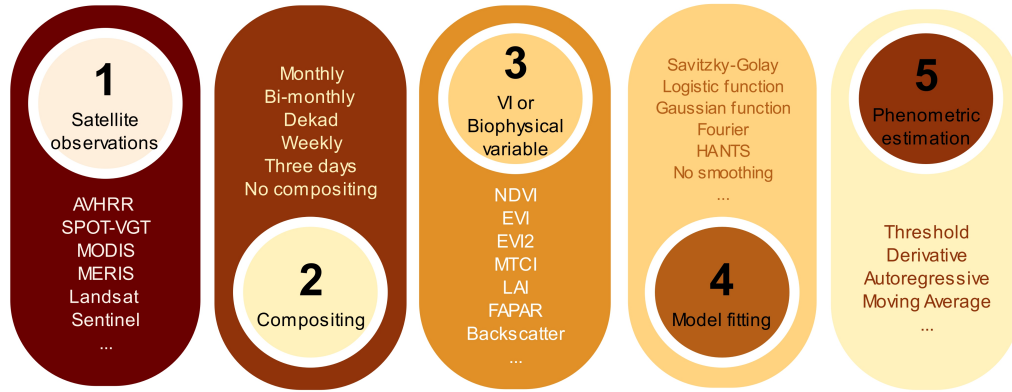 1
Satellite
observations
AVHRR
SPOT-VGT
MODIS
MERIS
Landsat
Sentinel
...
Monthly
Bi-monthly
Dekad
Weekly
Three days
No compositing
2
Compositing
3
VI or
Biophysical
variable
NDVI
EVI
EVI2
MTCI
LAI
FAPAR
Backscatter
...
Savitzky-Golay
Logistic function
Gaussian function
Fourier
HANTS
No smoothing
...
4
Model fitting
5
Phenometric
estimation
Threshold
Derivative
Autoregressive
Moving Average
...